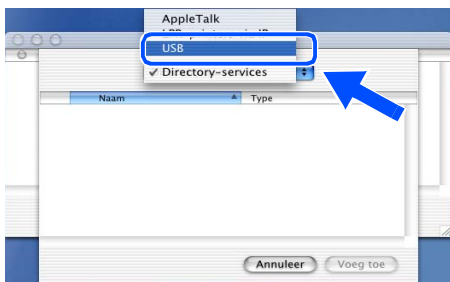 AppleTalk
USB
✓ Directory-services
Naam Type
Annuleer Voeg toe